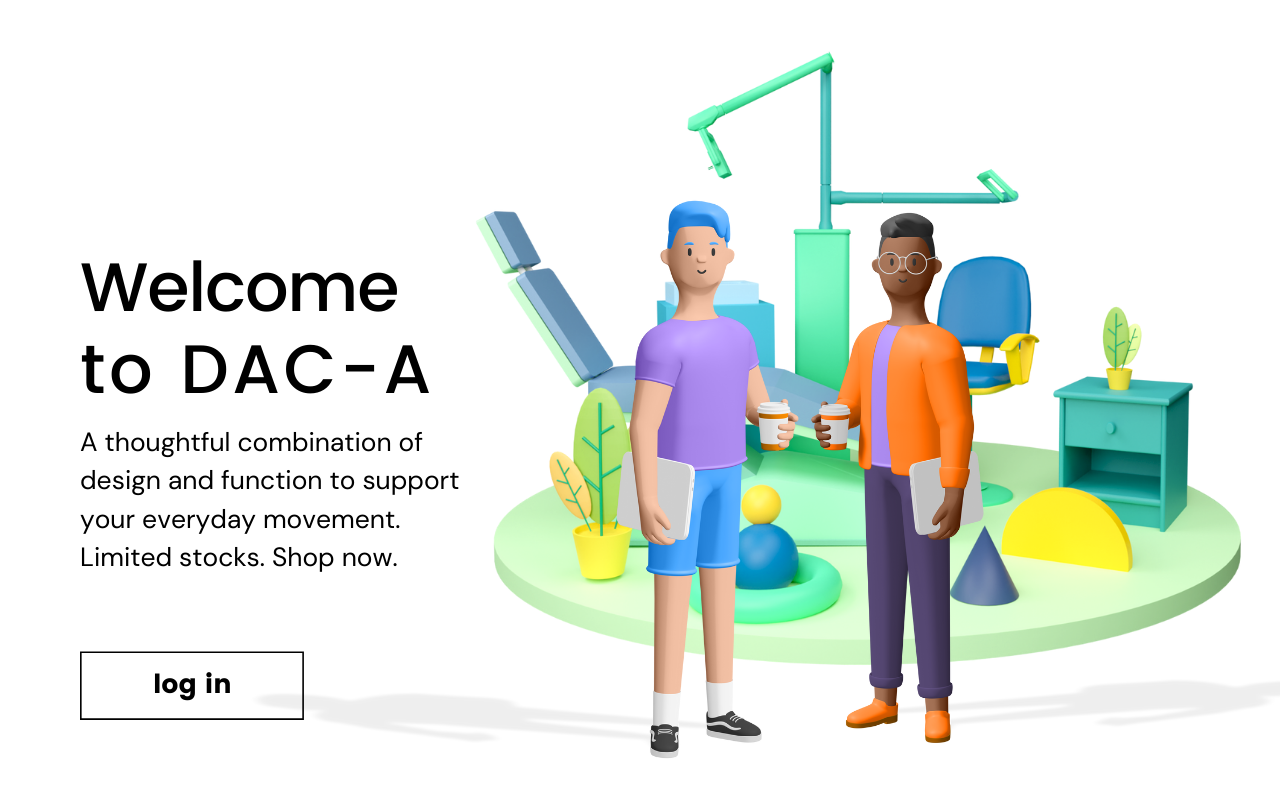 Welcome
to DAC-A
A thoughtful combination of
design and function to support
your everyday movement.
Limited stocks. Shop now.
log in